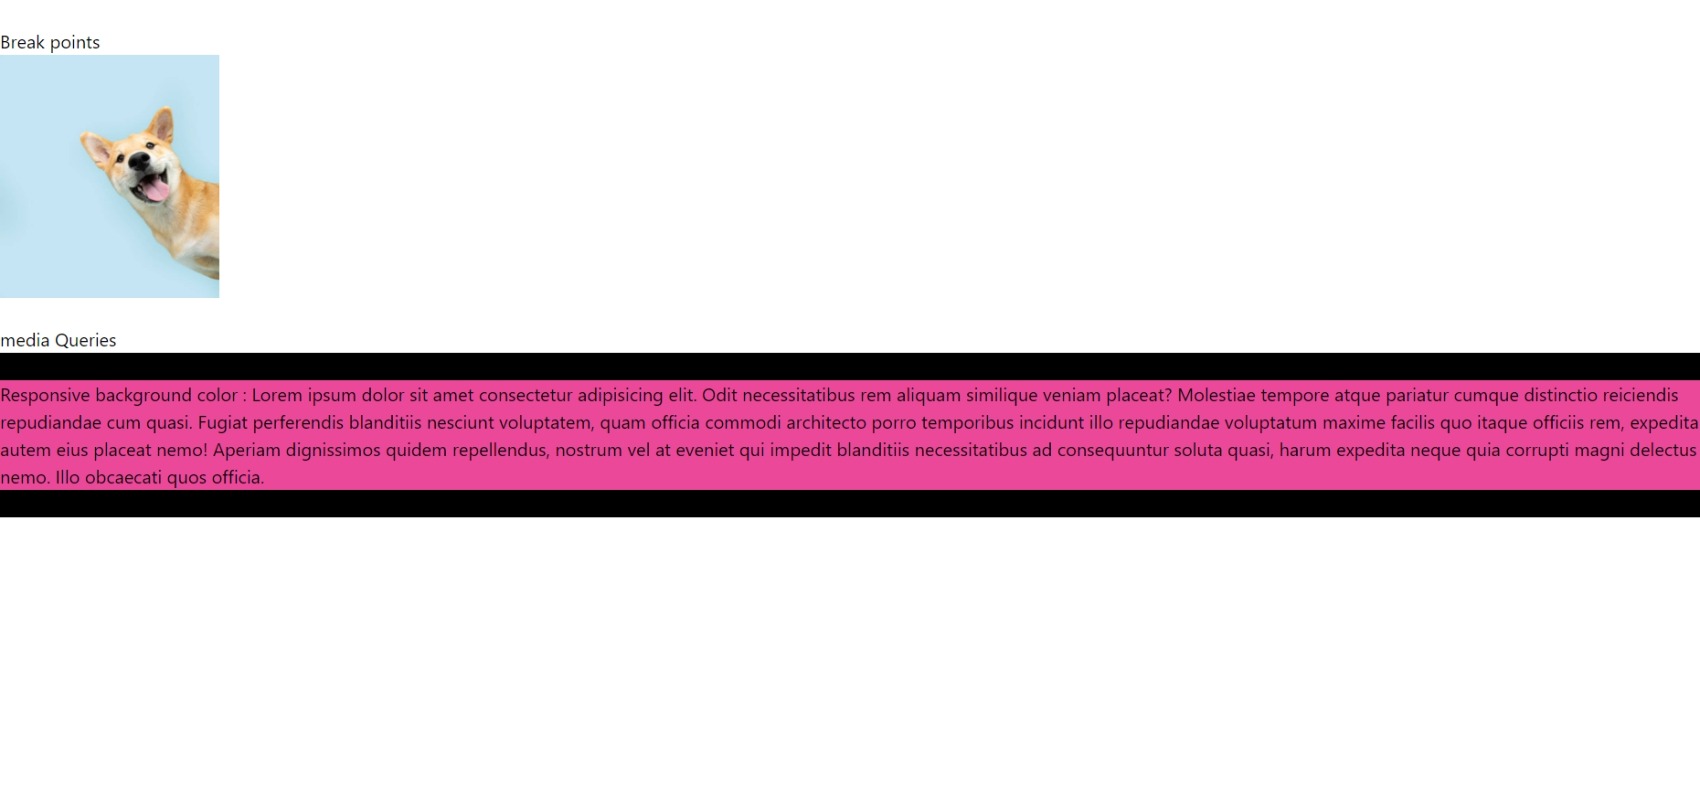 Break points
media Queries
Responsive background color : Lorem ipsum dolor sit amet consectetur adipisicing elit. Odit necessitatibus rem aliquam similique veniam placeat? Molestiae tempore atque pariatur cumque distinctio reiciendis
repudiandae cum quasi. Fugiat perferendis blanditiis nesciunt voluptatem, quam officia commodi architecto porro temporibus incidunt illo repudiandae voluptatum maxime facilis quo itaque officiis rem, expedita
autem eius placeat nemo! Aperiam dignissimos quidem repellendus, nostrum vel at eveniet qui impedit blanditiis necessitatibus ad consequuntur soluta quasi, harum expedita neque quia corrupti magni delectus
nemo. Illo obcaecati quos officia.